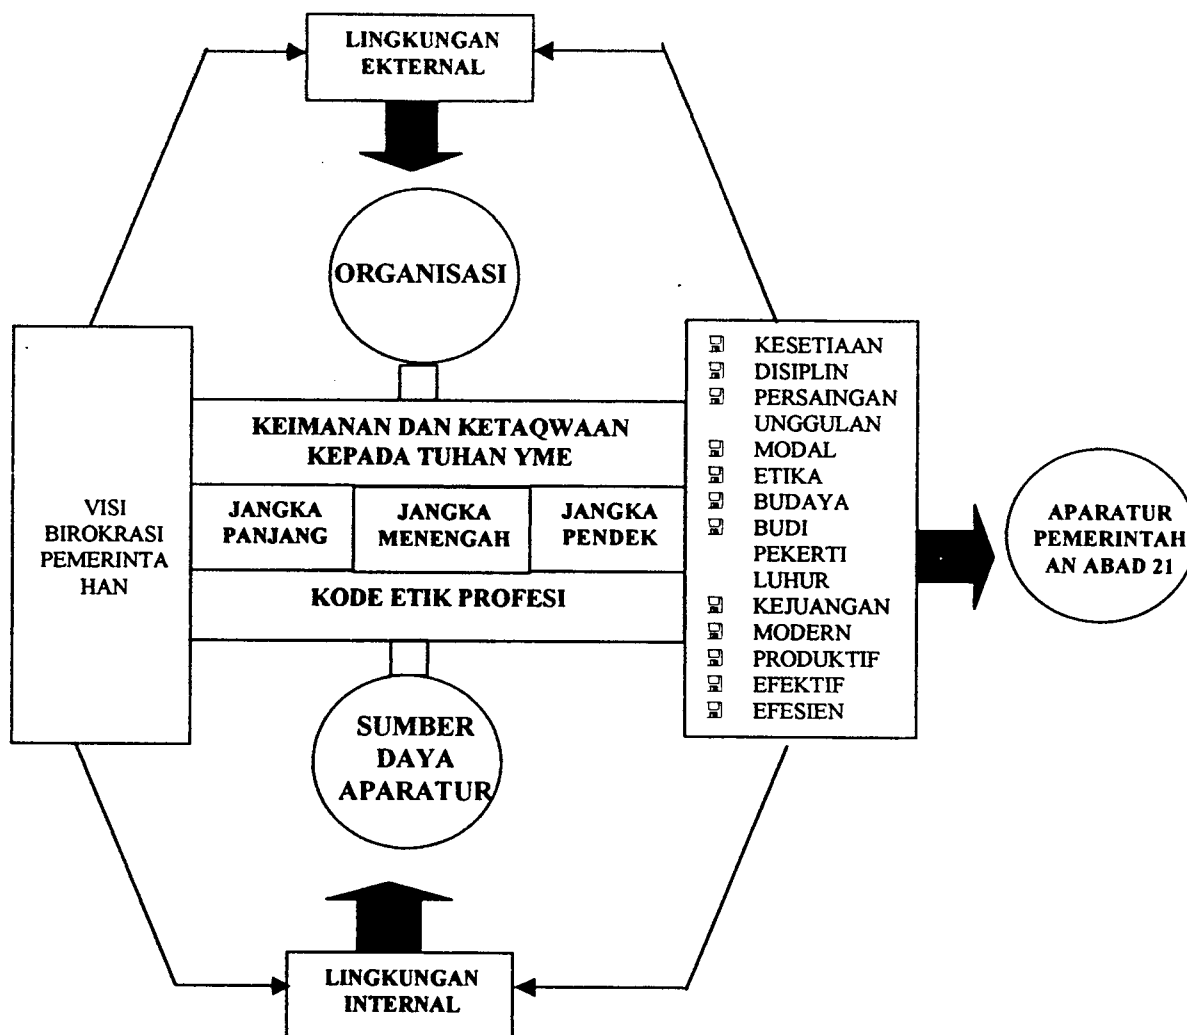 LINGKUNGAN
EKTERNAL
ORGANISASI
VISI
BIROKRASI
PEMERINTA
HAN
KEIMANAN DAN KETAQWAAN
KEPADA TUHAN YME
JANGKA
PANJANG
JANGKA
MENENGAH
JANGKA
PENDEK
KODE ETIK PROFESI
SUMBER
DAYA
APARATUR
LINGKUNGAN
INTERNAL
KESETIAAN
DISIPLIN
PERSAINGAN
UNGGULAN
MODAL
ETIKA
BUDAYA
BUDI
PEKERTI
LUHUR
KEJUANGAN
MODERN
PRODUKTIF
EFEKTIF
EFESIEN
APARATUR
PEMERINTAH
AN ABAD 21